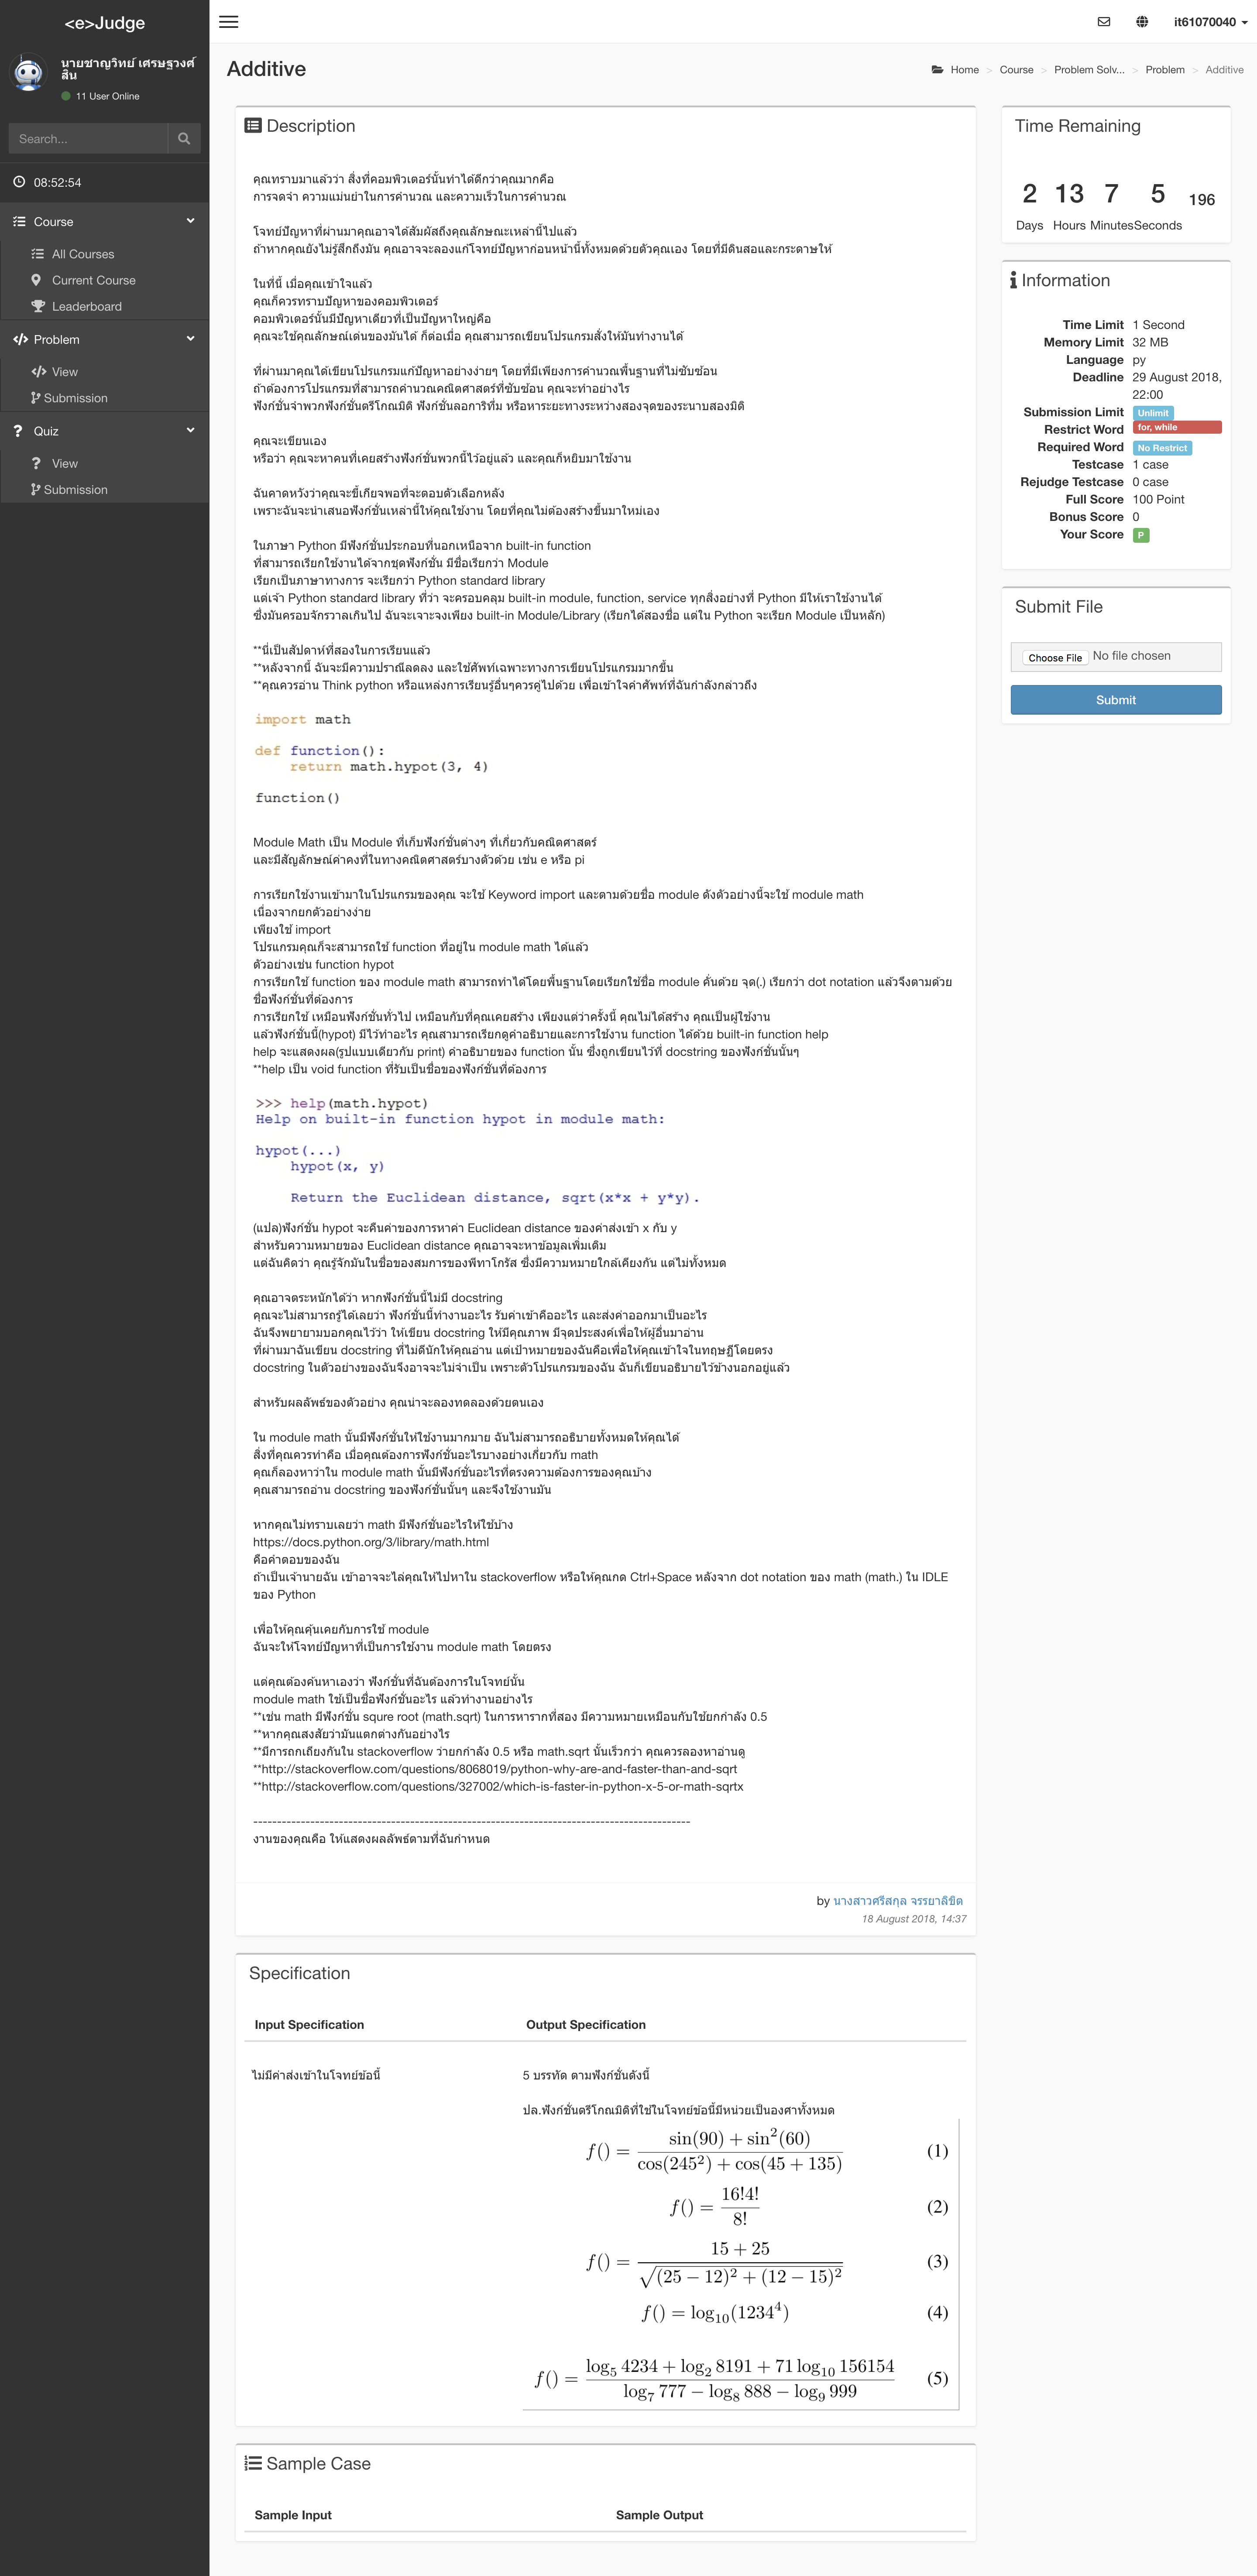 <e>Judge
it61070040
นายชาญวิทย์ เศรษฐวงศ์
สิน
11 User Online
Search...
08:52:54
Course
All Courses
Current Course
Leaderboard
Problem
View
Submission
Quiz
View
Submission
Additive
Home > Course > Problem Solv... > Problem > Additive
Description
คุณทราบมาแล้วว่า สิ่งที่คอมพิวเตอร์นั้นทำได้ดีกว่าคุณมากคือ
การจดจำ ความแม่นยำในการคำนวณ และความเร็วในการคำนวณ
โจทย์ปัญหาที่ผ่านมาคุณอาจได้สัมผัสถึงคุณลักษณะเหล่านี้ไปแล้ว
ถ้าหากคุณยังไม่รู้สึกถึงมัน คุณอาจจะลองแก้โจทย์ปัญหาก่อนหน้านี้ทั้งหมดด้วยตัวคุณเอง โดยที่มีดินสอและกระดาษให้
ในที่นี้ เมื่อคุณเข้าใจแล้ว
คุณก็ควรทราบปัญหาของคอมพิวเตอร์
คอมพิวเตอร์นั้นมีปัญหาเดียวที่เป็นปัญหาใหญ่คือ
คุณจะใช้คุณลักษณ์เด่นของมันได้ ก็ต่อเมื่อ คุณสามารถเขียนโปรแกรมสั่งให้มันทำงานได้
ที่ผ่านมาคุณได้เขียนโปรแกรมแก้ปัญหาอย่างง่ายๆ โดยที่มีเพียงการคำนวณพื้นฐานที่ไม่ซับซ้อน
ถ้าต้องการโปรแกรมที่สามารถคำนวณคณิตศาสตร์ที่ซับซ้อน คุณจะทำอย่างไร
ฟังก์ชั่นจำพวกฟังก์ชั่นตรีโกณมิติ ฟังก์ชั่นลอการิทึ่ม หรือหาระยะทางระหว่างสองจุดของระนาบสองมิติ
คุณจะเขียนเอง
หรือว่า คุณจะหาคนที่เคยสร้างฟังก์ชั่นพวกนี้ไว้อยู่แล้ว และคุณก็หยิบมาใช้งาน
ฉันคาดหวังว่าคุณจะขี้เกียจพอที่จะตอบตัวเลือกหลัง
เพราะฉันจะนำเสนอฟังก์ชั่นเหล่านี้ให้คุณใช้งาน โดยที่คุณไม่ต้องสร้างขึ้นมาใหม่เอง
ในภาษา Python มีฟังก์ชั่นประกอบที่นอกเหนือจาก built-in function
ที่สามารถเรียกใช้งานได้จากชุดฟังก์ชั่น มีชื่อเรียกว่า Module
เรียกเป็นภาษาทางการ จะเรียกว่า Python standard library
แต่เจ้า Python standard library ที่ว่า จะครอบคลุม built-in module, function, service ทุกสิ่งอย่างที่ Python มีให้เราใช้งานได้
ซึ่งมันครอบจักรวาลเกินไป ฉันจะเจาะจงเพียง built-in Module/Library (เรียกได้สองชื่อ แต่ใน Python จะเรียก Module เป็นหลัก)
**นี่เป็นสัปดาห์ที่สองในการเรียนแล้ว
**หลังจากนี้ ฉันจะมีความปราณีลดลง และใช้ศัพท์เฉพาะทางการเขียนโปรแกรมมากขึ้น
**คุณควรอ่าน Think python หรือแหล่งการเรียนรู้อื่นๆควรคู่ไปด้วย เพื่อเข้าใจคำศัพท์ที่ฉันกำลังกล่าวถึง
import math
def function():
return math.hypot(3, 4)
function()
Module Math เป็น Module ที่เก็บฟังก์ชั่นต่างๆ ที่เกี่ยวกับคณิตศาสตร์
และมีสัญลักษณ์ค่าคงที่ในทางคณิตศาสตร์บางตัวด้วย เช่น e หรือ pi
การเรียกใช้งานเข้ามาในโปรแกรมของคุณ จะใช้ Keyword import และตามด้วยชื่อ module ดังตัวอย่างนี้จะใช้ module math
เนื่องจากยกตัวอย่างง่าย
เพียงใช้ import
โปรแกรมคุณก็จะสามารถใช้ function ที่อยู่ใน module math ได้แล้ว
ตัวอย่างเช่น function hypot
การเรียกใช้ function ของ module math สามารถทำได้โดยพื้นฐานโดยเรียกใช้ชื่อ module คั่นด้วย จุด(.) เรียกว่า dot notation แล้วจึงตามด้วย
ชื่อฟังก์ชั่นที่ต้องการ
การเรียกใช้ เหมือนฟังก์ชั่นทั่วไป เหมือนกับที่คุณเคยสร้าง เพียงแต่ว่าครั้งนี้ คุณไม่ได้สร้าง คุณเป็นผู้ใช้งาน
แล้วฟังก์ชั่นนี้(hypot) มีไว้ทำอะไร คุณสามารถเรียกดูคำอธิบายและการใช้งาน function ได้ด้วย built-in function help
help จะแสดงผล(รูปแบบเดียวกับ print) คำอธิบายของ function นั้น ซึ่งถูกเขียนไว้ที่ docstring ของฟังก์ชั่นนั้นๆ
**help เป็น void function ที่รับเป็นชื่อของฟังก์ชั่นที่ต้องการ
>>> help(math.hypot)
Help on built-in function hypot in module math:
hypot(...)
hypot(x, y)
Return the Euclidean distance, sqrt(x*x + y*y).
(แปล)ฟังก์ชั่น hypot จะคืนค่าของการหาค่า Euclidean distance ของค่าส่งเข้า x กับ y
สำหรับความหมายของ Euclidean distance คุณอาจจะหาข้อมูลเพิ่มเติม
แต่ฉันคิดว่า คุณรู้จักมันในชื่อของสมการของพีทาโกรัส ซึ่งมีความหมายใกล้เคียงกัน แต่ไม่ทั้งหมด
คุณอาจตระหนักได้ว่า หากฟังก์ชั่นนี้ไม่มี docstring
คุณจะไม่สามารถรู้ได้เลยว่า ฟังก์ชั่นนี้ทำงานอะไร รับค่าเข้าคืออะไร และส่งค่าออกมาเป็นอะไร
ฉันจึงพยายามบอกคุณไว้ว่า ให้เขียน docstring ให้มีคุณภาพ มีจุดประสงค์เพื่อให้ผู้อื่นมาอ่าน
ที่ผ่านมาฉันเขียน docstring ที่ไม่ดีนักให้คุณอ่าน แต่เป้าหมายของฉันคือเพื่อให้คุณเข้าใจในทฤษฎีโดยตรง
docstring ในตัวอย่างของฉันจึงอาจจะไม่จำเป็น เพราะตัวโปรแกรมของฉัน ฉันก็เขียนอธิบายไว้ข้างนอกอยู่แล้ว
สำหรับผลลัพธ์ของตัวอย่าง คุณน่าจะลองทดลองด้วยตนเอง
ใน module math นั้นมีฟังก์ชั่นให้ใช้งานมากมาย ฉันไม่สามารถอธิบายทั้งหมดให้คุณได้
สิ่งที่คุณควรทำคือ เมื่อคุณต้องการฟังก์ชั่นอะไรบางอย่างเกี่ยวกับ math
คุณก็ลองหาว่าใน module math นั้นมีฟังก์ชั่นอะไรที่ตรงความต้องการของคุณบ้าง
คุณสามารถอ่าน docstring ของฟังก์ชั่นนั้นๆ และจึงใช้งานมัน
หากคุณไม่ทราบเลยว่า math มีฟังก์ชั่นอะไรให้ใช้บ้าง
https://docs.python.org/3/library/math.html
คือคำตอบของฉัน
ถ้าเป็นเจ้านายฉัน เข้าอาจจะไล่คุณให้ไปหาใน stackoverflow หรือให้คุณกด Ctrl+Space หลังจาก dot notation ของ math (math.) ใน IDLE
ของ Python
เพื่อให้คุณคุ้นเคยกับการใช้ module
ฉันจะให้โจทย์ปัญหาที่เป็นการใช้งาน module math โดยตรง
แต่คุณต้องค้นหาเองว่า ฟังก์ชั่นที่ฉันต้องการในโจทย์นั้น
module math ใช้เป็นชื่อฟังก์ชั่นอะไร แล้วทำงานอย่างไร
**เช่น math มีฟังก์ชั่น squre root (math.sqrt) ในการหารากที่สอง มีความหมายเหมือนกับใช้ยกกำลัง 0.5
**หากคุณสงสัยว่ามันแตกต่างกันอย่างไร
**มีการถกเถียงกันใน stackoverflow ว่ายกกำลัง 0.5 หรือ math.sqrt นั้นเร็วกว่า คุณควรลองหาอ่านดู
**http://stackoverflow.com/questions/8068019/python-why-are-and-faster-than-and-sqrt
**http://stackoverflow.com/questions/327002/which-is-faster-in-python-x-5-or-math-sqrtx
--------------------------------------------------------------------------------------------
งานของคุณคือ ให้แสดงผลลัพธ์ตามที่ฉันกำหนด
by นางสาวศรีสกุล จรรยาลิขิต
18 August 2018, 14:37
Time Remaining
2 13 7 5 196
Days Hours Minutes Seconds
Information
Time Limit 1 Second
Memory Limit 32 MB
Language py
Deadline 29 August 2018,
22:00
Submission Limit Unlimit
Restrict Word for, while
Required Word No Restrict
Testcase 1 case
Rejudge Testcase 0 case
Full Score 100 Point
Bonus Score 0
Your Score P
Submit File
Choose File No file chosen
Submit
Specification
Input Specification Output Specification
ไม่มีค่าส่งเข้าในโจทย์ข้อนี้
5 บรรทัด ตามฟังก์ชั่นดังนี้
ปล.ฟังก์ชั่นตรีโกณมิติที่ใช้ในโจทย์ข้อนี้มีหน่วยเป็นองศาทั้งหมด
f() = (sin(90) + sin²(60)) / (cos(245²) + cos(45 + 135)) (1)
f() = 16!4! / 8! (2)
f() = (15 + 25) / √((25 − 12)² + (12 − 15)²) (3)
f() = log₁₀(1234⁴) (4)
f() = (log₅ 4234 + log₂ 8191 + 71 log₁₀ 156154) / (log₇ 777 − log₈ 888 − log₉ 999) (5)
Sample Case
Sample Input Sample Output